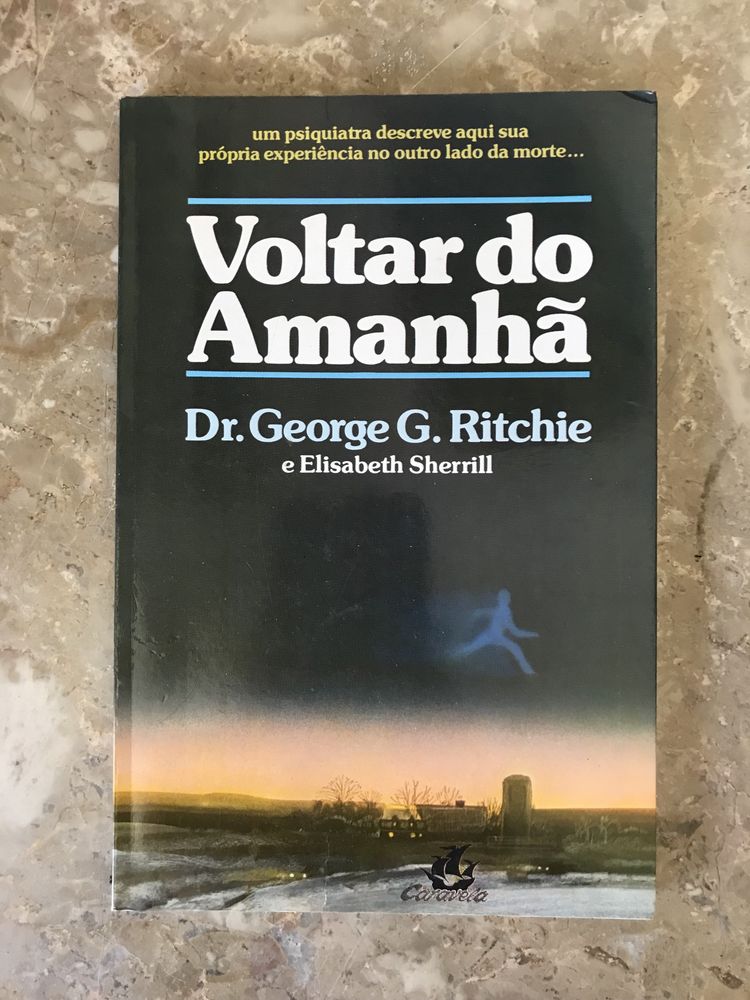 um psiquiatra descreve aqui sua
própria experiência no outro lado da morte...
Voltar do
Amanhã
Dr. George G. Ritchie
e Elisabeth Sherrill
Caravela